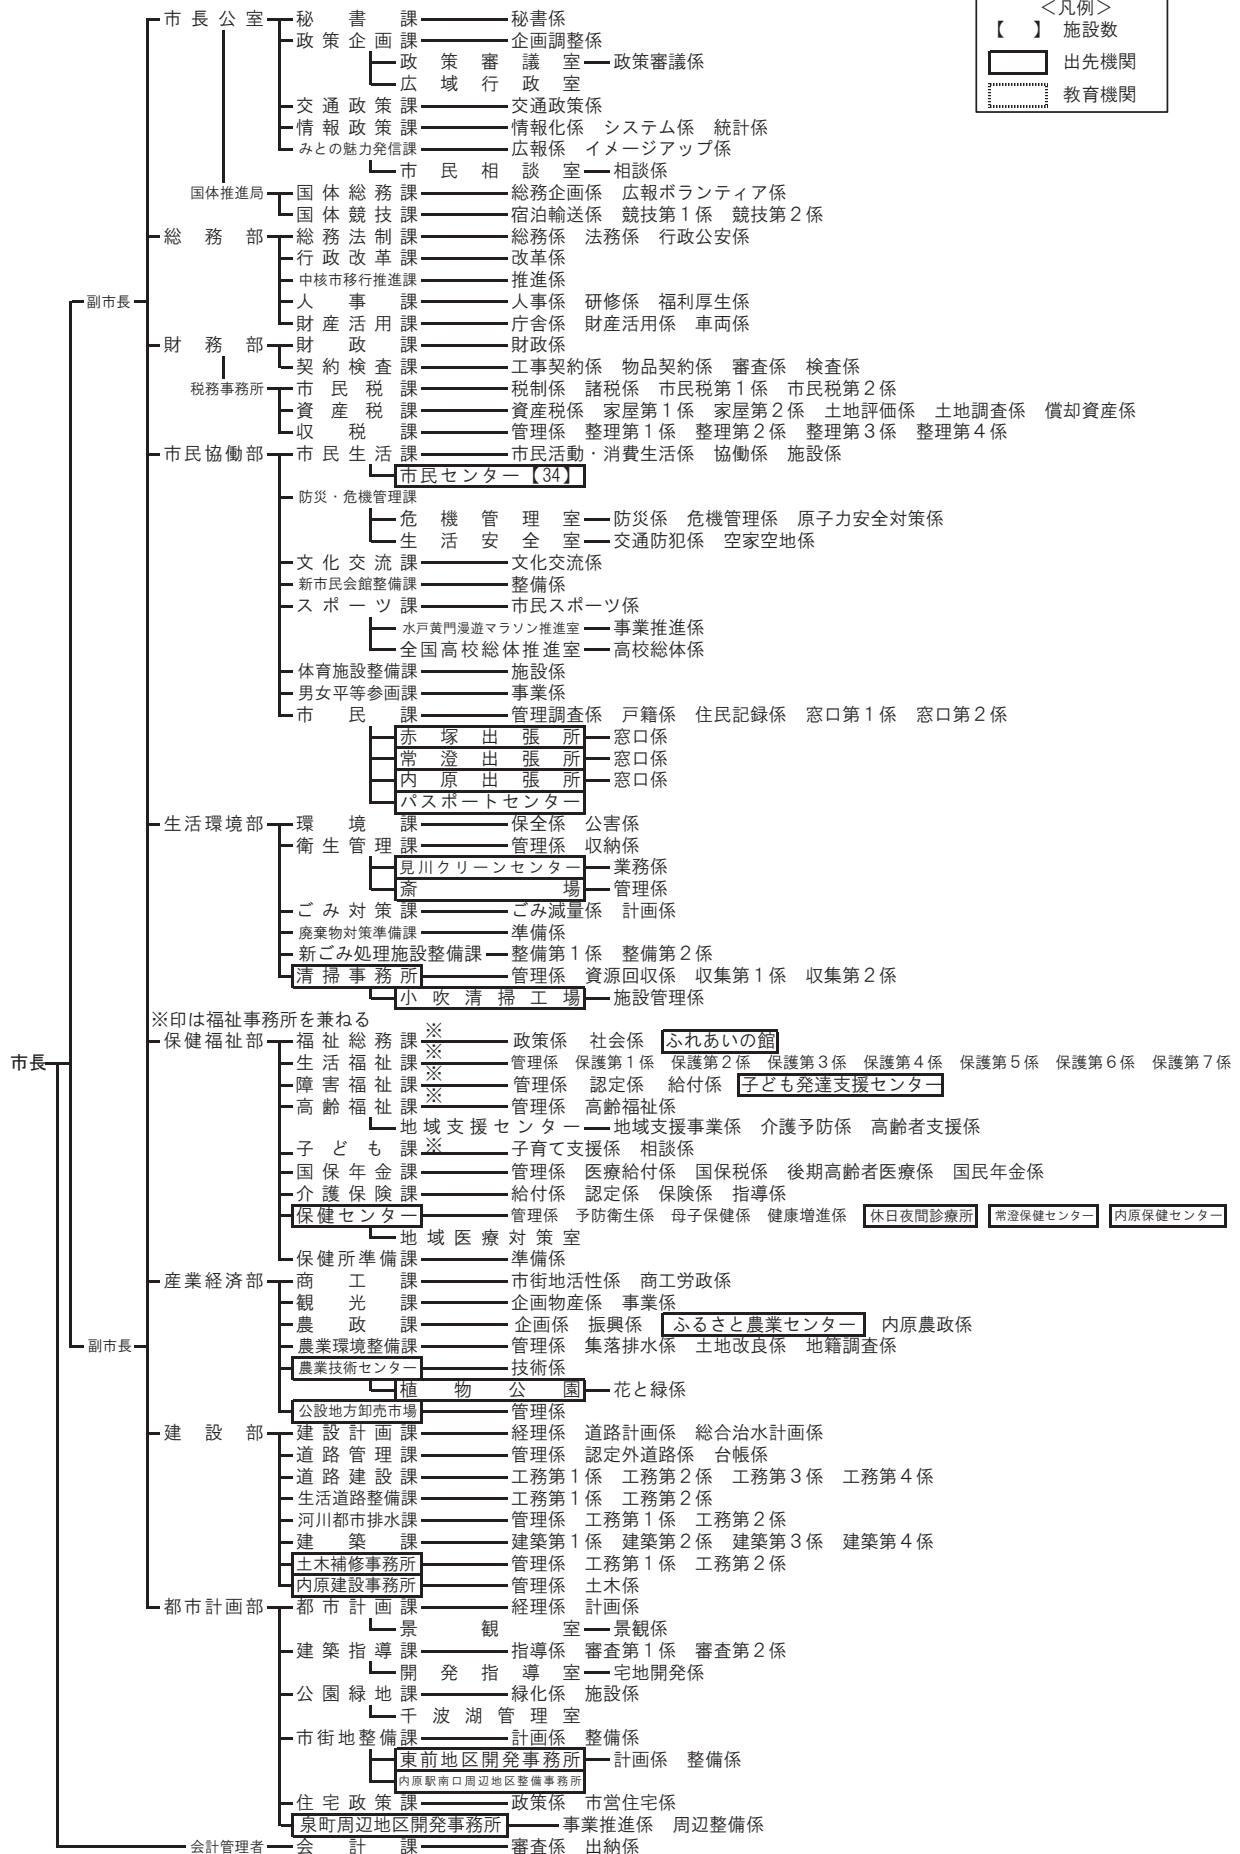 ＜凡例＞
【　】 施設数
出先機関
教育機関
市長公室 秘書課 秘書係
政策企画課 企画調整係
政策審議室 政策審議係
広域行政室
交通政策課 交通政策係
情報政策課 情報化係 システム係 統計係
みとの魅力発信課 広報係 イメージアップ係
市民相談室 相談係
国体推進局 国体総務課 総務企画係 広報ボランティア係
国体競技課 宿泊輸送係 競技第１係 競技第２係
総務部 総務法制課 総務係 法務係 行政公安係
行政改革課 改革係
中核市移行推進課 推進係
副市長 人事課 人事係 研修係 福利厚生係
財産活用課 庁舎係 財産活用係 車両係
財務部 財政課 財政係
契約検査課 工事契約係 物品契約係 審査係 検査係
税務事務所 市民税課 税制係 諸税係 市民税第１係 市民税第２係
資産税課 資産税係 家屋第１係 家屋第２係 土地評価係 土地調査係 償却資産係
収税課 管理係 整理第１係 整理第２係 整理第３係 整理第４係
市民協働部 市民生活課 市民活動・消費生活係 協働係 施設係
市民センター【34】
防災・危機管理課
危機管理室 防災係 危機管理係 原子力安全対策係
生活安全室 交通防犯係 空家空地係
文化交流課 文化交流係
新市民会館整備課 整備係
スポーツ課 市民スポーツ係
水戸黄門漫遊マラソン推進室 事業推進係
全国高校総体推進室 高校総体係
体育施設整備課 施設係
男女平等参画課 事業係
市民課 管理調査係 戸籍係 住民記録係 窓口第１係 窓口第２係
赤塚出張所 窓口係
常澄出張所 窓口係
内原出張所 窓口係
パスポートセンター
生活環境部 環境課 保全係 公害係
衛生管理課 管理係 収納係
見川クリーンセンター 業務係
斎場 管理係
ごみ対策課 ごみ減量係 計画係
廃棄物対策準備課 準備係
新ごみ処理施設整備課 整備第１係 整備第２係
清掃事務所 管理係 資源回収係 収集第１係 収集第２係
小吹清掃工場 施設管理係
※印は福祉事務所を兼ねる
保健福祉部 福祉総務課※ 政策係 社会係 ふれあいの館
市長 生活福祉課※ 管理係 保護第１係 保護第２係 保護第３係 保護第４係 保護第５係 保護第６係 保護第７係
障害福祉課※ 管理係 認定係 給付係 子ども発達支援センター
高齢福祉課※ 管理係 高齢福祉係
地域支援センター 地域支援事業係 介護予防係 高齢者支援係
子ども課※ 子育て支援係 相談係
国保年金課 管理係 医療給付係 国保税係 後期高齢者医療係 国民年金係
介護保険課 給付係 認定係 保険係 指導係
保健センター 管理係 予防衛生係 母子保健係 健康増進係 休日夜間診療所 常澄保健センター 内原保健センター
地域医療対策室
保健所準備課 準備係
産業経済部 商工課 市街地活性係 商工労政係
観光課 企画物産係 事業係
農政課 企画係 振興係 ふるさと農業センター 内原農政係
副市長 農業環境整備課 管理係 集落排水係 土地改良係 地籍調査係
農業技術センター 技術係
植物公園 花と緑係
公設地方卸売市場 管理係
建設部 建設計画課 経理係 道路計画係 総合治水計画係
道路管理課 管理係 認定外道路係 台帳係
道路建設課 工務第１係 工務第２係 工務第３係 工務第４係
生活道路整備課 工務第１係 工務第２係
河川都市排水課 管理係 工務第１係 工務第２係
建築課 建築第１係 建築第２係 建築第３係 建築第４係
土木補修事務所 管理係 工務第１係 工務第２係
内原建設事務所 管理係 土木係
都市計画部 都市計画課 経理係 計画係
景観室 景観係
建築指導課 指導係 審査第１係 審査第２係
開発指導室 宅地開発係
公園緑地課 緑化係 施設係
千波湖管理室
市街地整備課 計画係 整備係
東前地区開発事務所 計画係 整備係
内原駅南口周辺地区整備事務所
住宅政策課 政策係 市営住宅係
泉町周辺地区開発事務所 事業推進係 周辺整備係
会計管理者 会計課 審査係 出納係